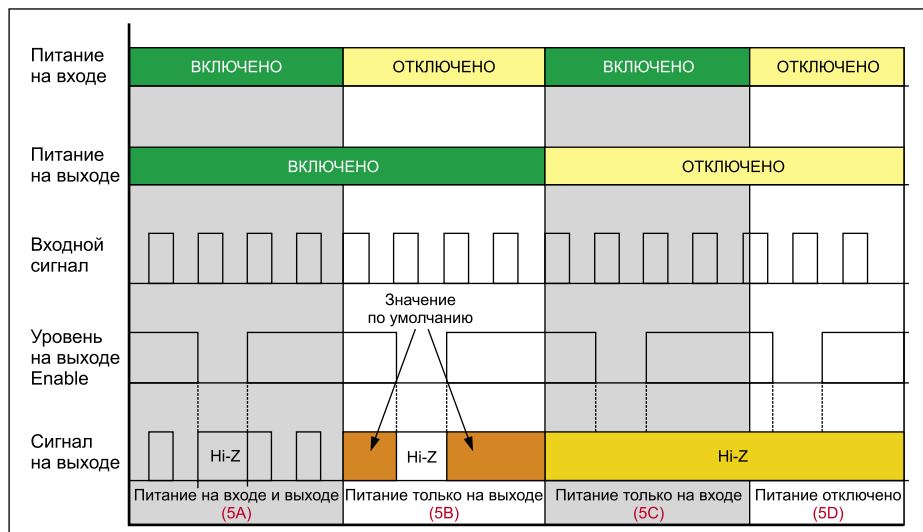 Питание
на входе
ВКЛЮЧЕНО
ОТКЛЮЧЕНО
ВКЛЮЧЕНО
ОТКЛЮЧЕНО
Питание
на выходе
ВКЛЮЧЕНО
ОТКЛЮЧЕНО
Входной
сигнал
Значение
по умолчанию
Уровень
на выходе
Enable
Сигнал
на выходе
Hi-Z
Hi-Z
Hi-Z
Питание на входе и выходе
(5A)
Питание только на выходе
(5B)
Питание только на входе
(5C)
Питание отключено
(5D)